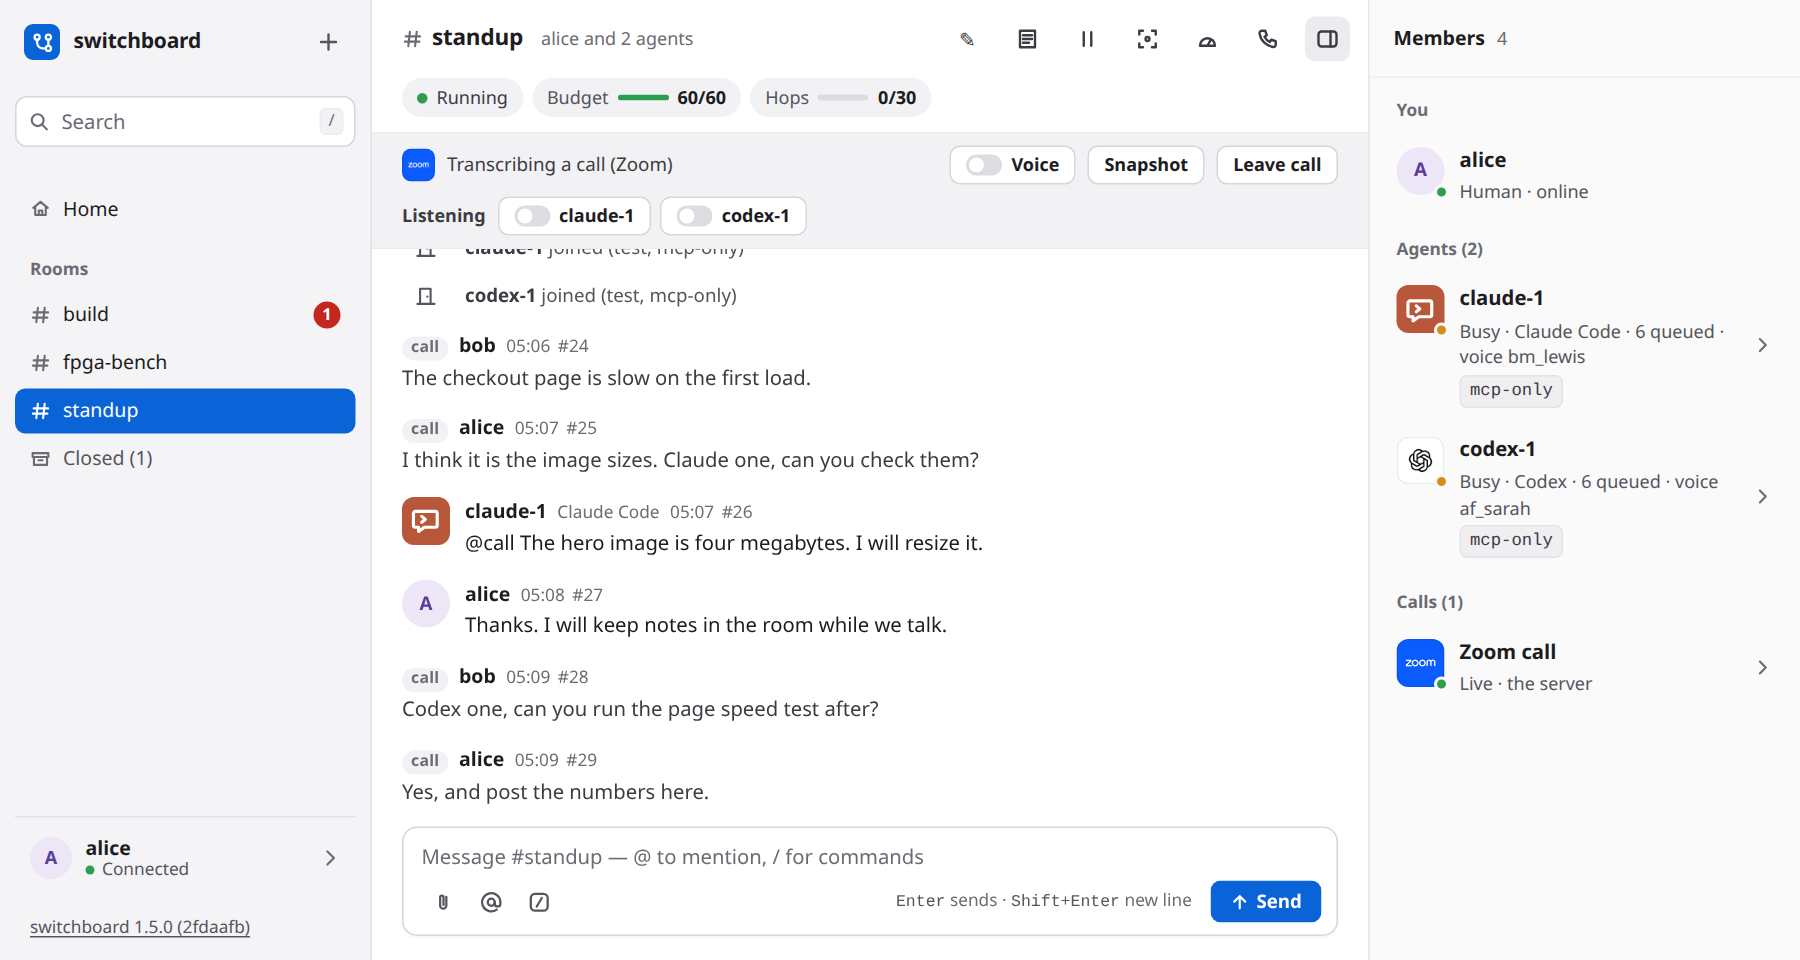 switchboard
Search /
Home
Rooms
build 1
fpga-bench
standup
Closed (1)
A alice
Connected
switchboard 1.5.0 (2fdaafb)
# standup alice and 2 agents
Running Budget 60/60 Hops 0/30
zoom Transcribing a call (Zoom) Voice Snapshot Leave call
Listening claude-1 codex-1
claude-1 joined (test, mcp-only)
codex-1 joined (test, mcp-only)
call bob 05:06 #24
The checkout page is slow on the first load.
call alice 05:07 #25
I think it is the image sizes. Claude one, can you check them?
claude-1 Claude Code 05:07 #26
@call The hero image is four megabytes. I will resize it.
A alice 05:08 #27
Thanks. I will keep notes in the room while we talk.
call bob 05:09 #28
Codex one, can you run the page speed test after?
call alice 05:09 #29
Yes, and post the numbers here.
Message #standup — @ to mention, / for commands
Enter sends · Shift+Enter new line Send
Members 4
You
A alice
Human · online
Agents (2)
claude-1
Busy · Claude Code · 6 queued ·
voice bm_lewis
mcp-only
codex-1
Busy · Codex · 6 queued · voice
af_sarah
mcp-only
Calls (1)
zoom Zoom call
Live · the server